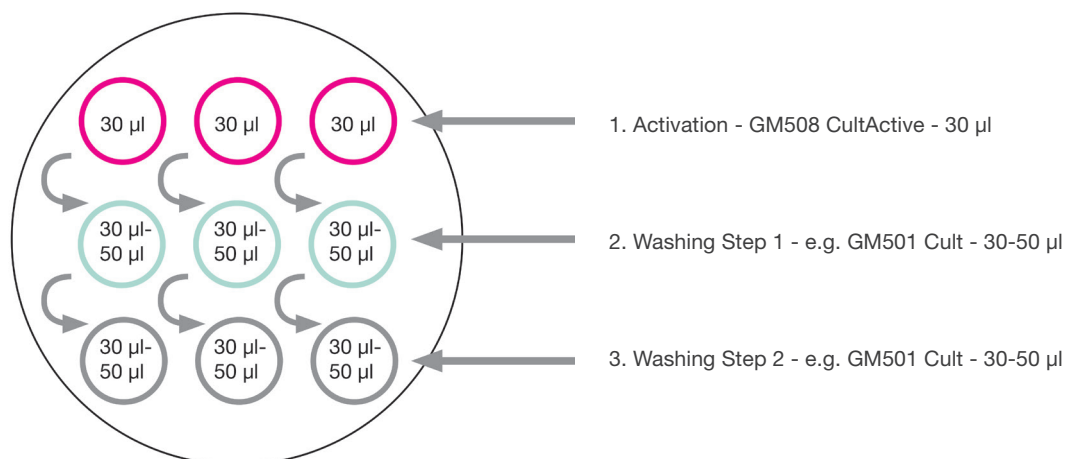 30 µl 30 µl 30 µl
1. Activation - GM508 CultActive - 30 µl
30 µl- 30 µl- 30 µl-
50 µl 50 µl 50 µl
2. Washing Step 1 - e.g. GM501 Cult - 30-50 µl
30 µl- 30 µl- 30 µl-
50 µl 50 µl 50 µl
3. Washing Step 2 - e.g. GM501 Cult - 30-50 µl